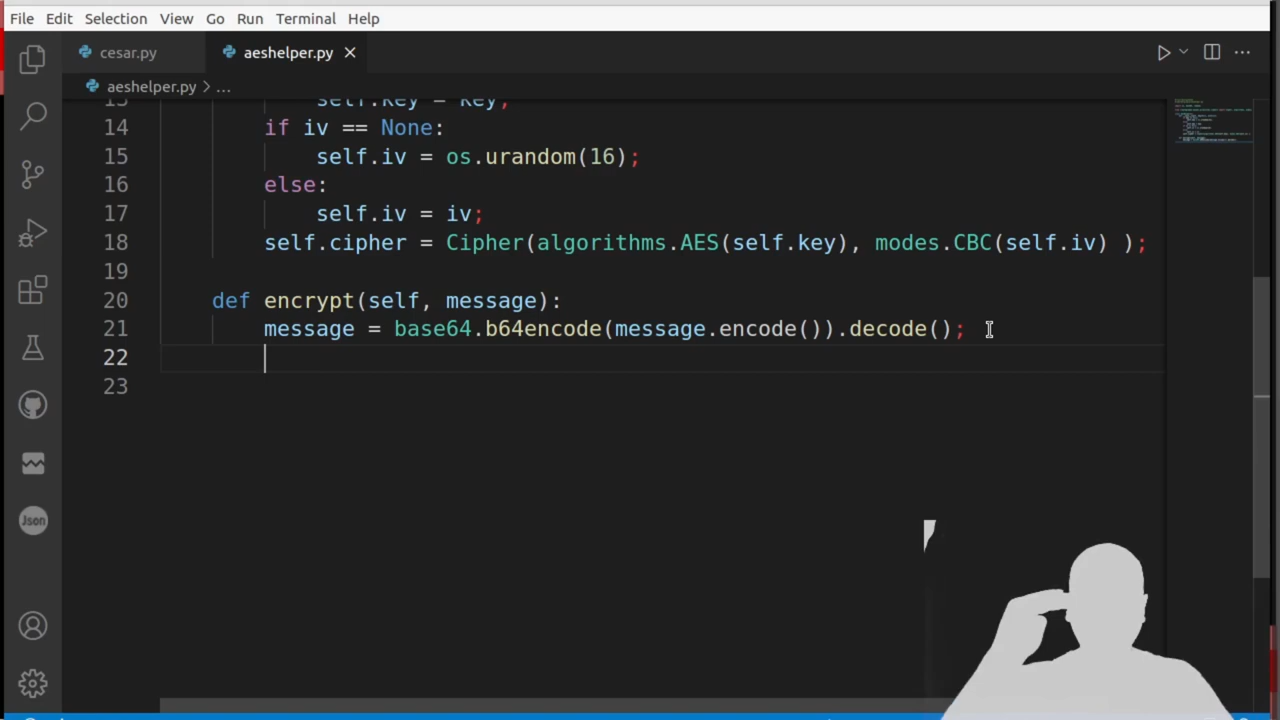 File Edit Selection View Go Run Terminal Help
cesar.py aeshelper.py
aeshelper.py > ...
13 self.key = key;
14 if iv == None:
15 self.iv = os.urandom(16);
16 else:
17 self.iv = iv;
18 self.cipher = Cipher(algorithms.AES(self.key), modes.CBC(self.iv) );
19
20 def encrypt(self, message):
21 message = base64.b64encode(message.encode()).decode();
22
23
Json